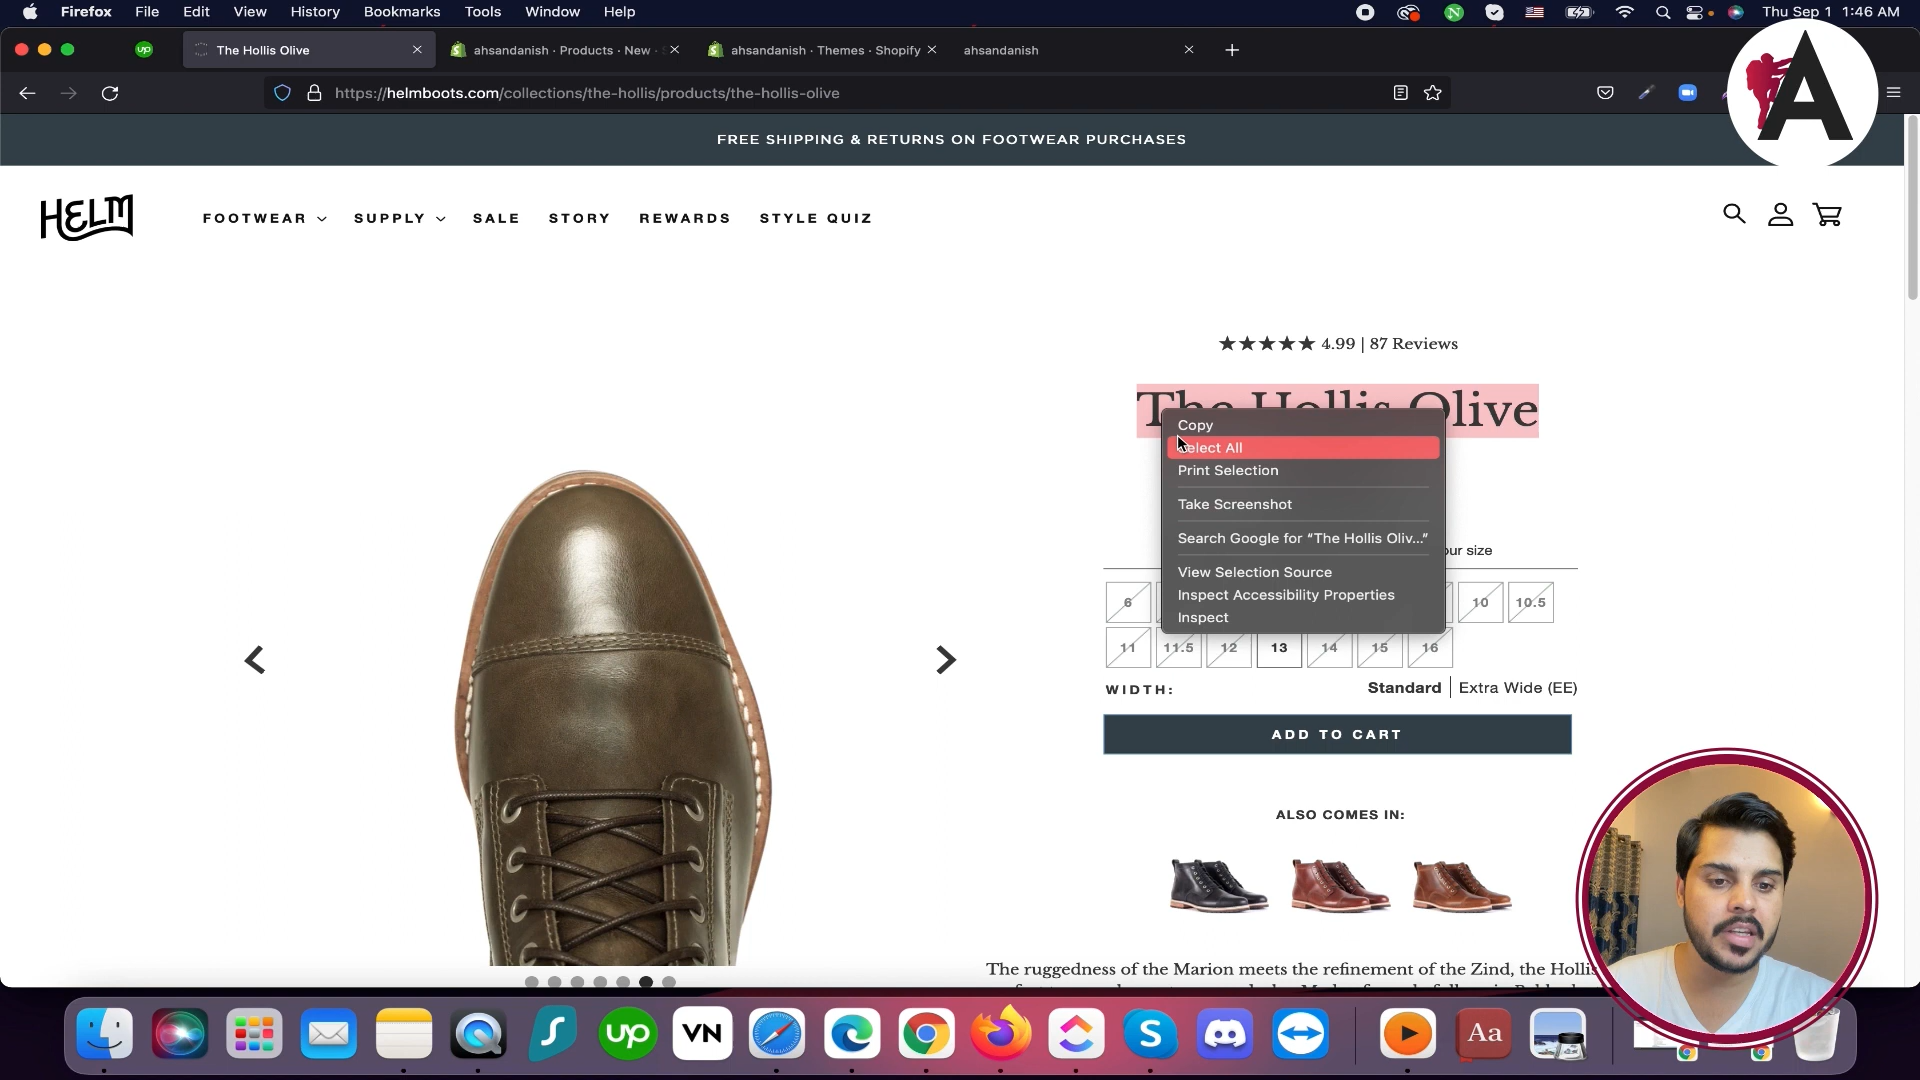 Firefox File Edit View History Bookmarks Tools Window Help Thu Sep 1 1:46 AM
up The Hollis Olive ahsandanish · Products · New · ahsandanish · Themes · Shopify ahsandanish
https://helmboots.com/collections/the-hollis/products/the-hollis-olive
A
FREE SHIPPING & RETURNS ON FOOTWEAR PURCHASES
HELM
FOOTWEAR SUPPLY SALE STORY REWARDS STYLE QUIZ
★★★★★ 4.99 | 87 Reviews
The Hollis Olive
Copy
Select All
Print Selection
Take Screenshot
Search Google for “The Hollis Oliv...”
our size
View Selection Source
Inspect Accessibility Properties
Inspect
6 10 10.5
11 11.5 12 13 14 15 16
WIDTH: Standard | Extra Wide (EE)
ADD TO CART
ALSO COMES IN:
The ruggedness of the Marion meets the refinement of the Zind, the Hollis
up VN S Aa